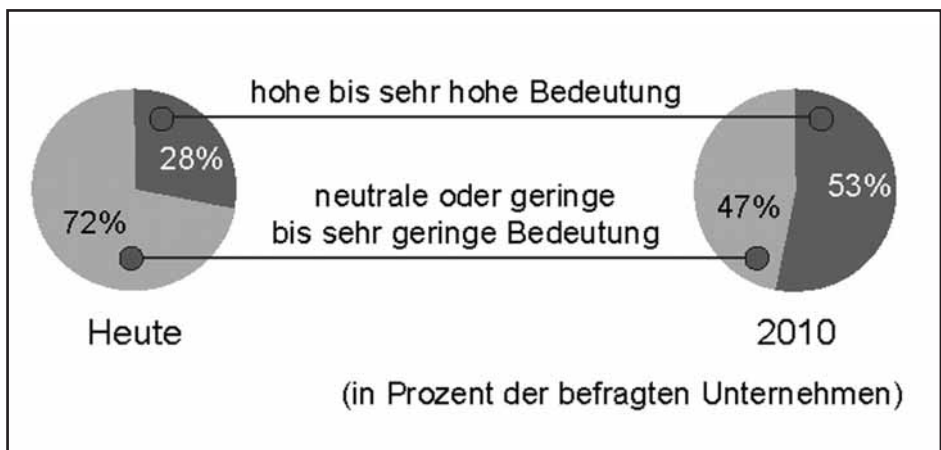 hohe bis sehr hohe Bedeutung
28%
53%
neutrale oder geringe
bis sehr geringe Bedeutung
72%
47%
Heute
2010
(in Prozent der befragten Unternehmen)